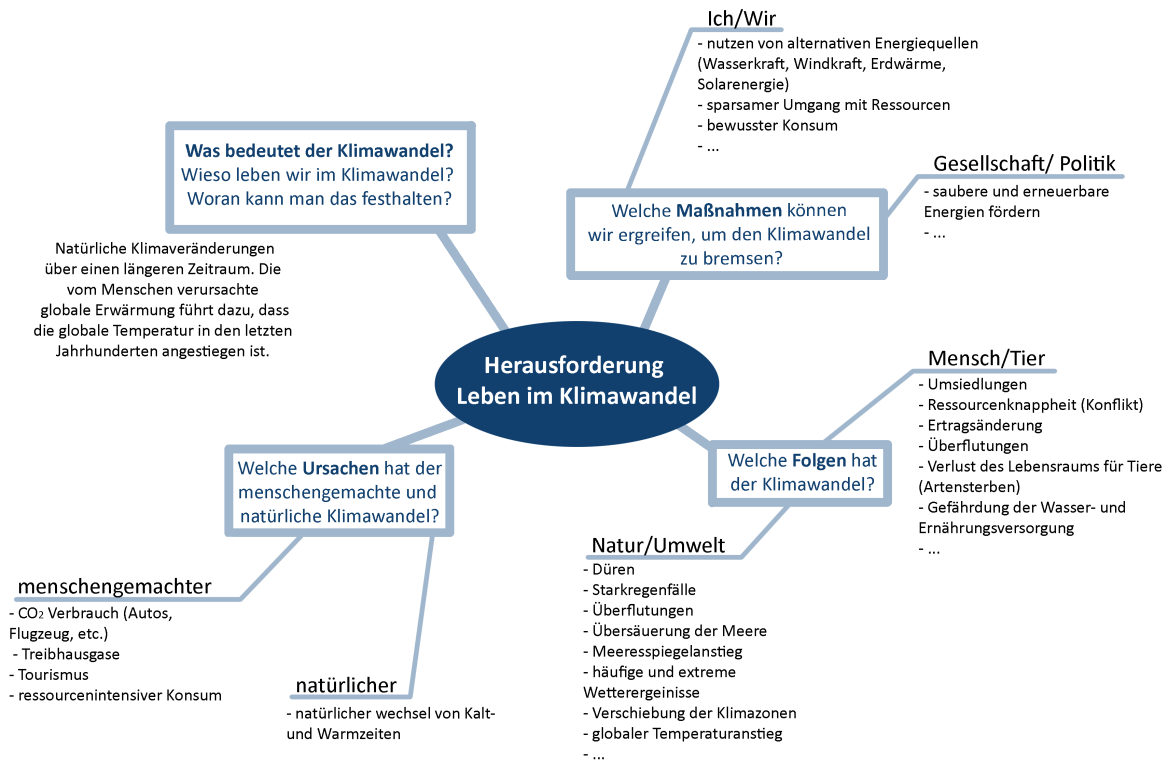 Herausforderung
Leben im Klimawandel
Was bedeutet der Klimawandel?
Wieso leben wir im Klimawandel?
Woran kann man das festhalten?
Natürliche Klimaveränderungen
über einen längeren Zeitraum. Die
vom Menschen verursachte
globale Erwärmung führt dazu, dass
die globale Temperatur in den letzten
Jahrhunderten angestiegen ist.
Welche Maßnahmen können
wir ergreifen, um den Klimawandel
zu bremsen?
Ich/Wir
- nutzen von alternativen Energiequellen
(Wasserkraft, Windkraft, Erdwärme,
Solarenergie)
- sparsamer Umgang mit Ressourcen
- bewusster Konsum
- ...
Gesellschaft/ Politik
- saubere und erneuerbare
Energien fördern
- ...
Welche Folgen hat
der Klimawandel?
Mensch/Tier
- Umsiedlungen
- Ressourcenknappheit (Konflikt)
- Ertragsänderung
- Überflutungen
- Verlust des Lebensraums für Tiere
(Artensterben)
- Gefährdung der Wasser- und
Ernährungsversorgung
- ...
Natur/Umwelt
- Düren
- Starkregenfälle
- Überflutungen
- Übersäuerung der Meere
- Meeresspiegelanstieg
- häufige und extreme
Wetterergeinisse
- Verschiebung der Klimazonen
- globaler Temperaturanstieg
- ...
Welche Ursachen hat der
menschengemachte und
natürliche Klimawandel?
menschengemachter
- CO₂ Verbrauch (Autos,
Flugzeug, etc.)
- Treibhausgase
- Tourismus
- ressourcenintensiver Konsum
natürlicher
- natürlicher wechsel von Kalt-
und Warmzeiten